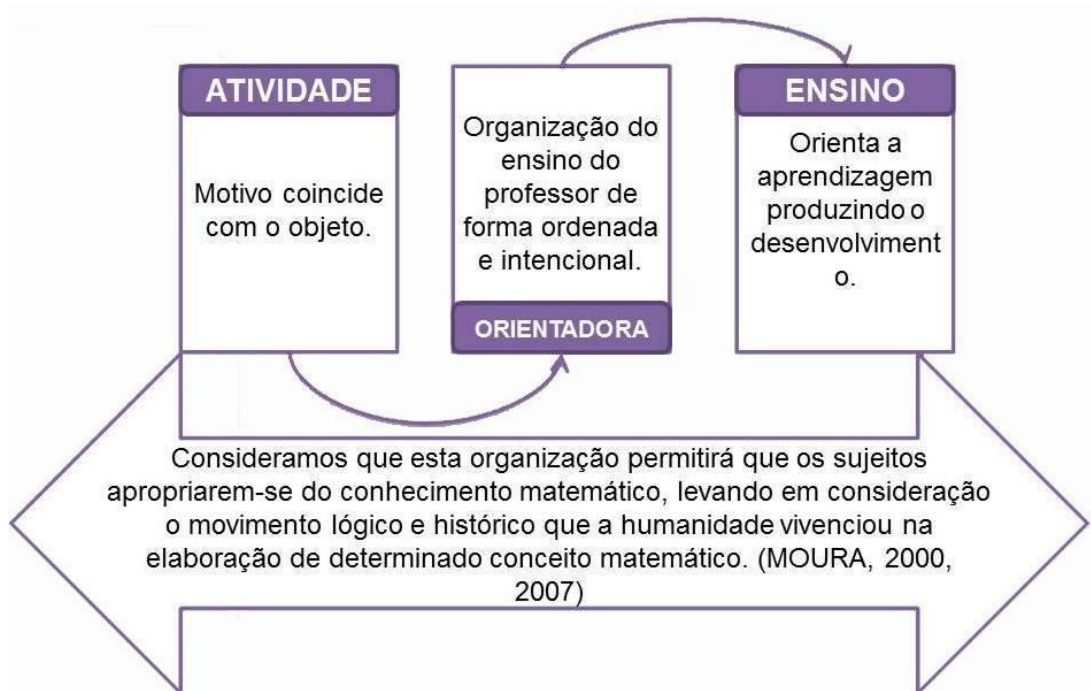 ATIVIDADE
Motivo coincide
com o objeto.
Organização do
ensino do
professor de
forma ordenada
e intencional.
ORIENTADORA
ENSINO
Orienta a
aprendizagem
produzindo o
desenvolviment
o.
Consideramos que esta organização permitirá que os sujeitos
apropriarem-se do conhecimento matemático, levando em consideração
o movimento lógico e histórico que a humanidade vivenciou na
elaboração de determinado conceito matemático. (MOURA, 2000,
2007)